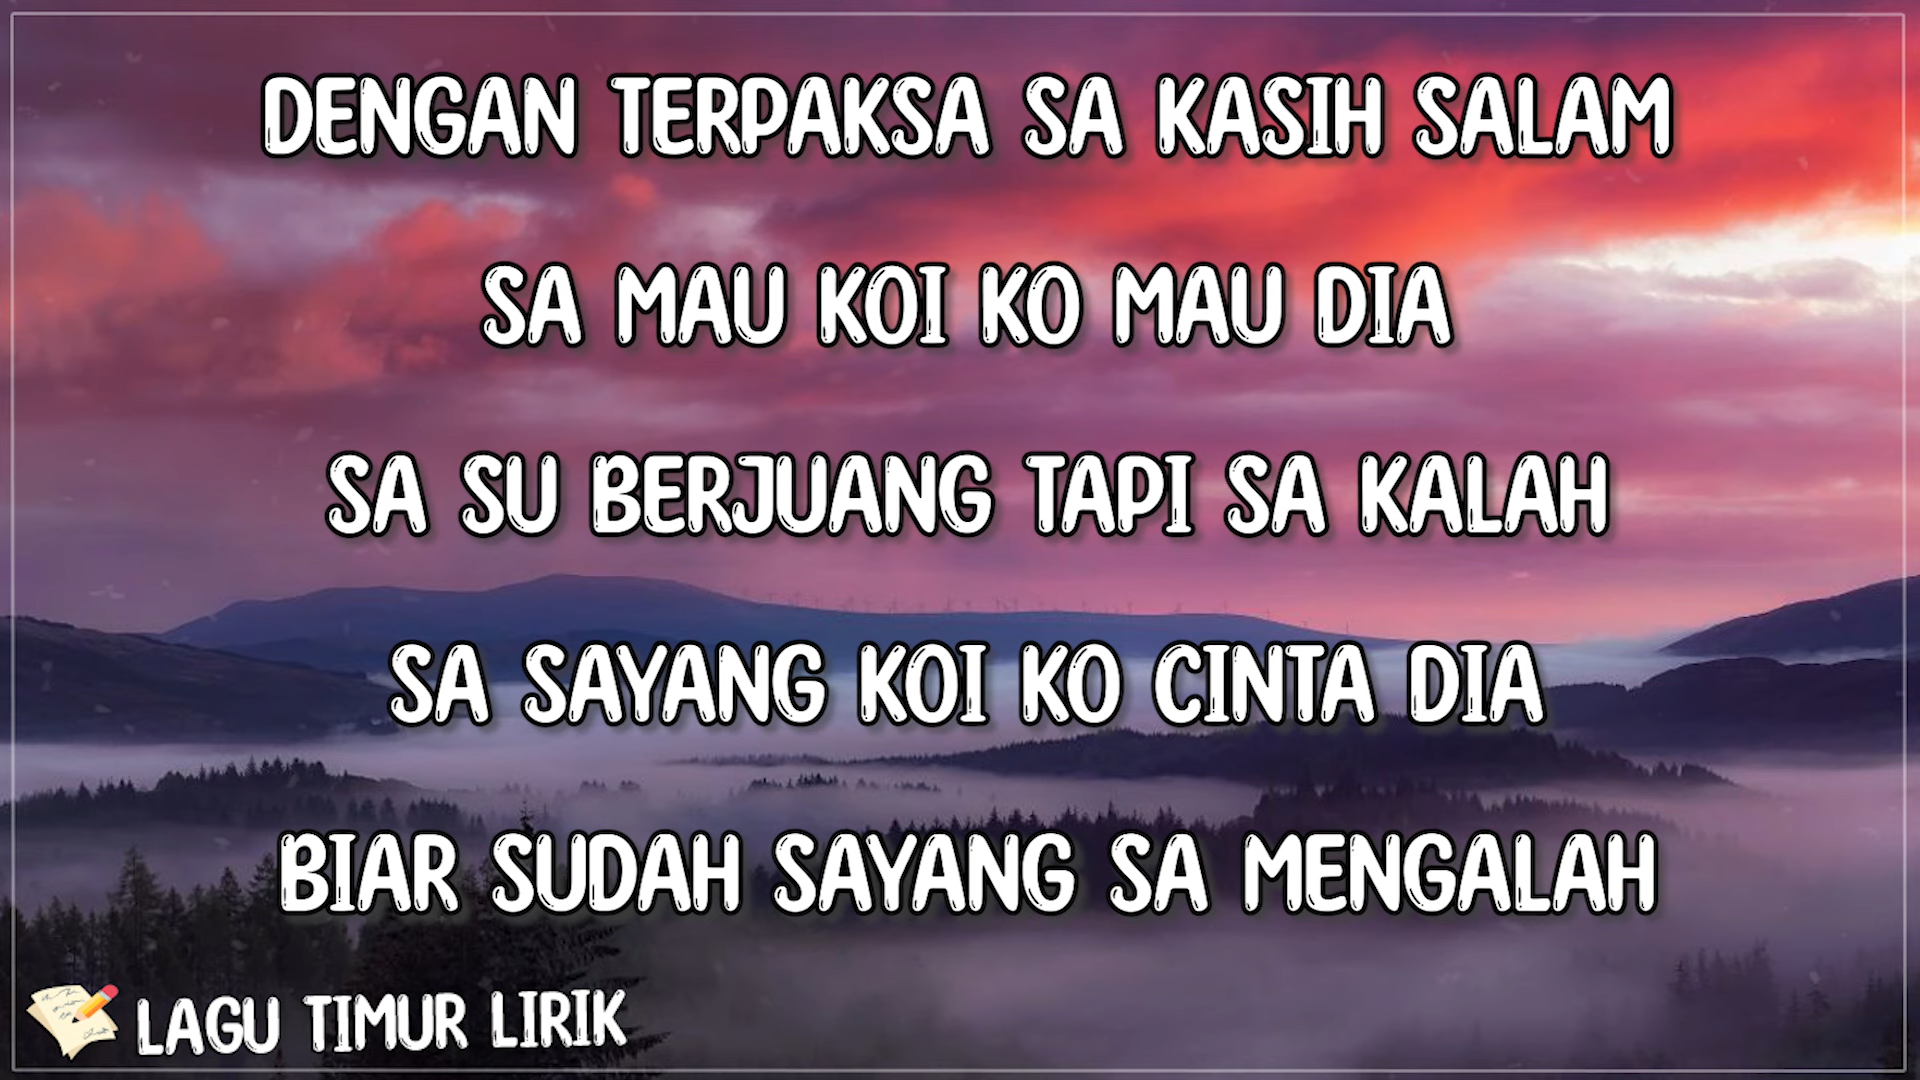 DENGAN TERPAKSA SA KASIH SALAM
SA MAU KOI KO MAU DIA
SA SU BERJUANG TAPI SA KALAH
SA SAYANG KOI KO CINTA DIA
BIAR SUDAH SAYANG SA MENGALAH
LAGU TIMUR LIRIK